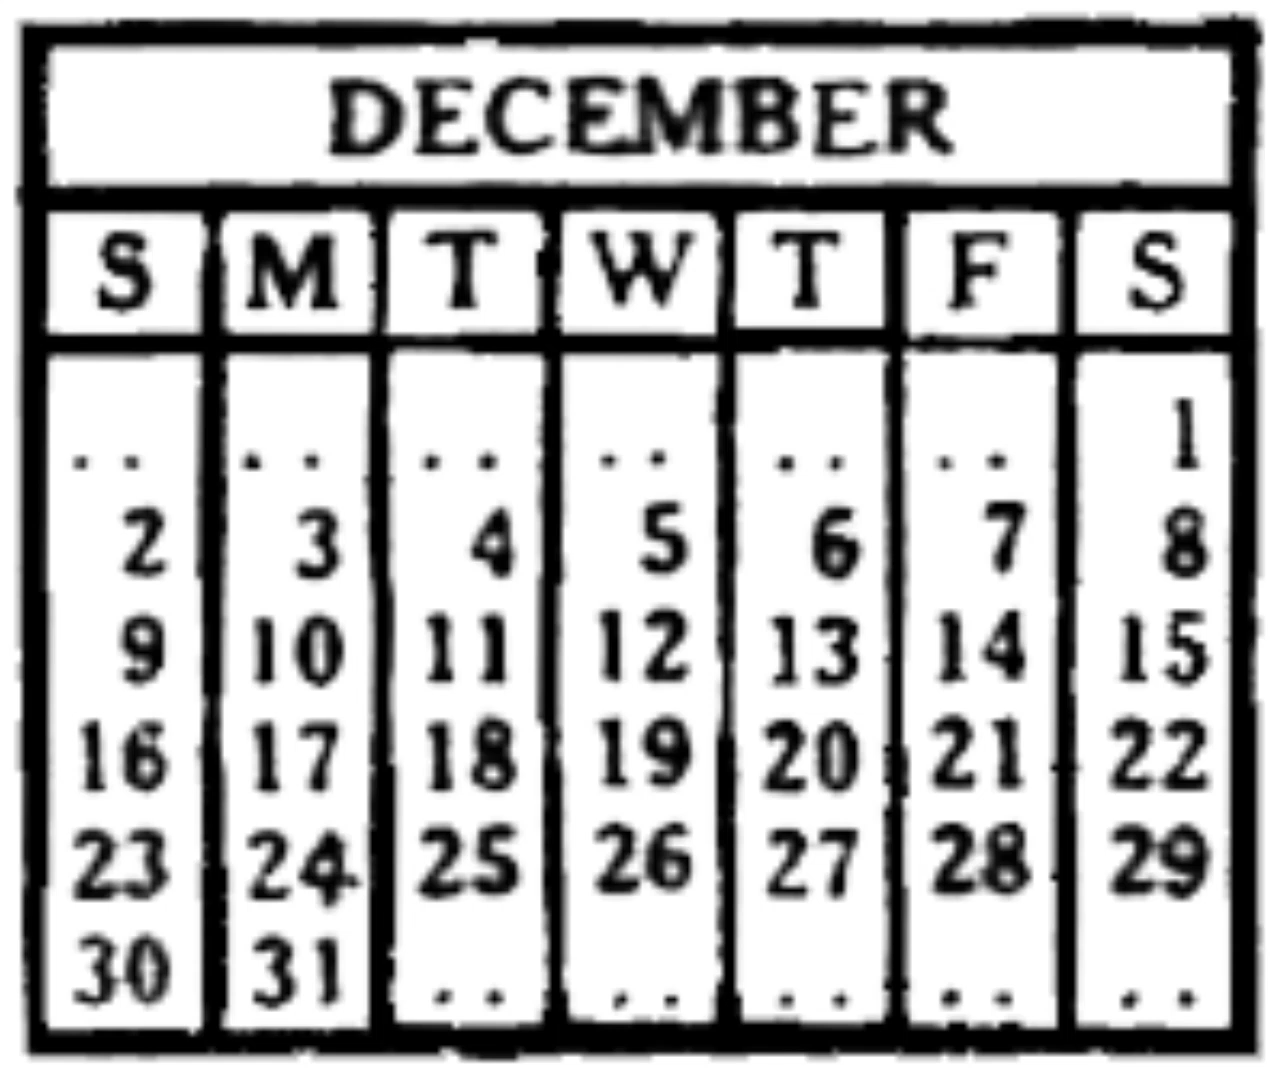 DECEMBER
S M T W T F S
.. .. .. .. .. .. 1
2 3 4 5 6 7 8
9 10 11 12 13 14 15
16 17 18 19 20 21 22
23 24 25 26 27 28 29
30 31 .. .. .. .. ..